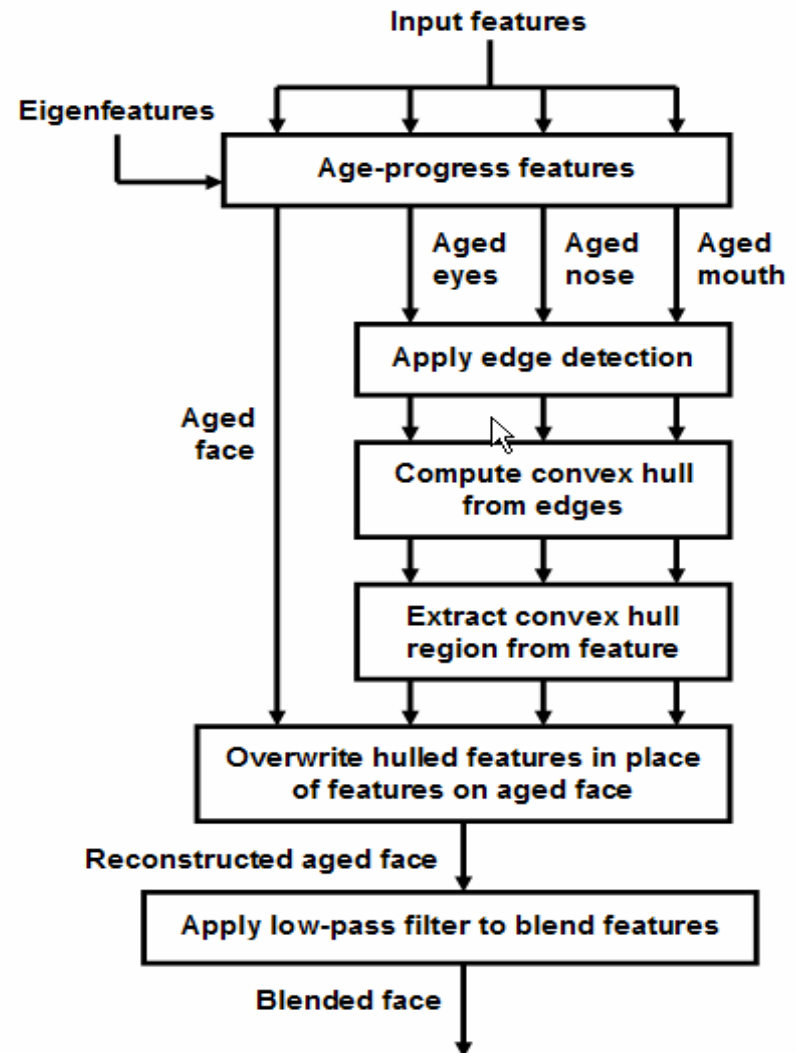 Input features
Eigenfeatures
Age-progress features
Aged
eyes
Aged
nose
Aged
mouth
Apply edge detection
Aged
face
Compute convex hull
from edges
Extract convex hull
region from feature
Overwrite hulled features in place
of features on aged face
Reconstructed aged face
Apply low-pass filter to blend features
Blended face